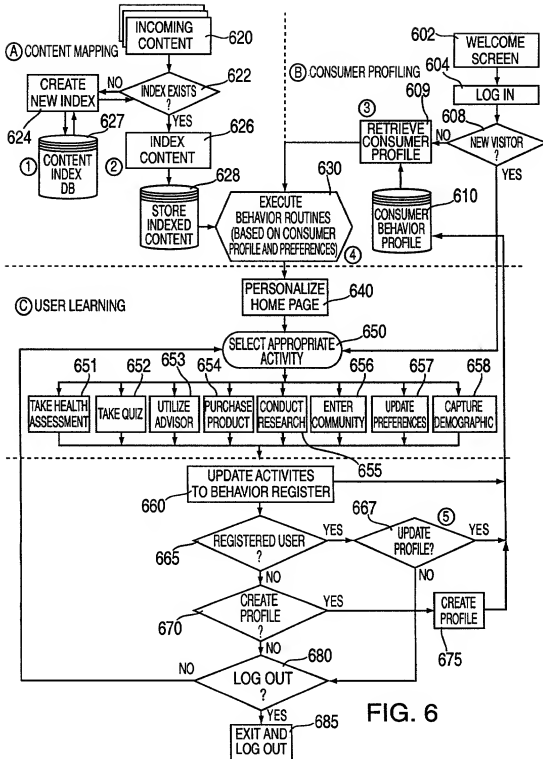 INCOMING
CONTENT
620
602
WELCOME
SCREEN
Ⓐ CONTENT MAPPING
NO
INDEX EXISTS
?
622
Ⓑ CONSUMER PROFILING
604
LOG IN
CREATE
NEW INDEX
624
627
YES
609
③
RETRIEVE
CONSUMER
PROFILE
608
NO
NEW VISITOR
?
YES
①
CONTENT
INDEX
DB
②
INDEX
CONTENT
626
628
STORE
INDEXED
CONTENT
630
EXECUTE
BEHAVIOR ROUTINES
(BASED ON CONSUMER
PROFILE AND PREFERENCES)
④
610
CONSUMER
BEHAVIOR
PROFILE
Ⓒ USER LEARNING
PERSONALIZE
HOME PAGE
640
SELECT APPROPRIATE
ACTIVITY
650
651
652
653
654
656
657
658
TAKE HEALTH
ASSESSMENT
TAKE QUIZ
UTILIZE
ADVISOR
PURCHASE
PRODUCT
CONDUCT
RESEARCH
ENTER
COMMUNITY
UPDATE
PREFERENCES
CAPTURE
DEMOGRAPHIC
655
UPDATE ACTIVITES
TO BEHAVIOR REGISTER
660
665
REGISTERED USER
?
YES
667
⑤
UPDATE
PROFILE?
YES
NO
NO
670
CREATE
PROFILE
?
YES
CREATE
PROFILE
675
NO
NO
680
LOG OUT
?
YES
685
EXIT AND
LOG OUT
FIG. 6